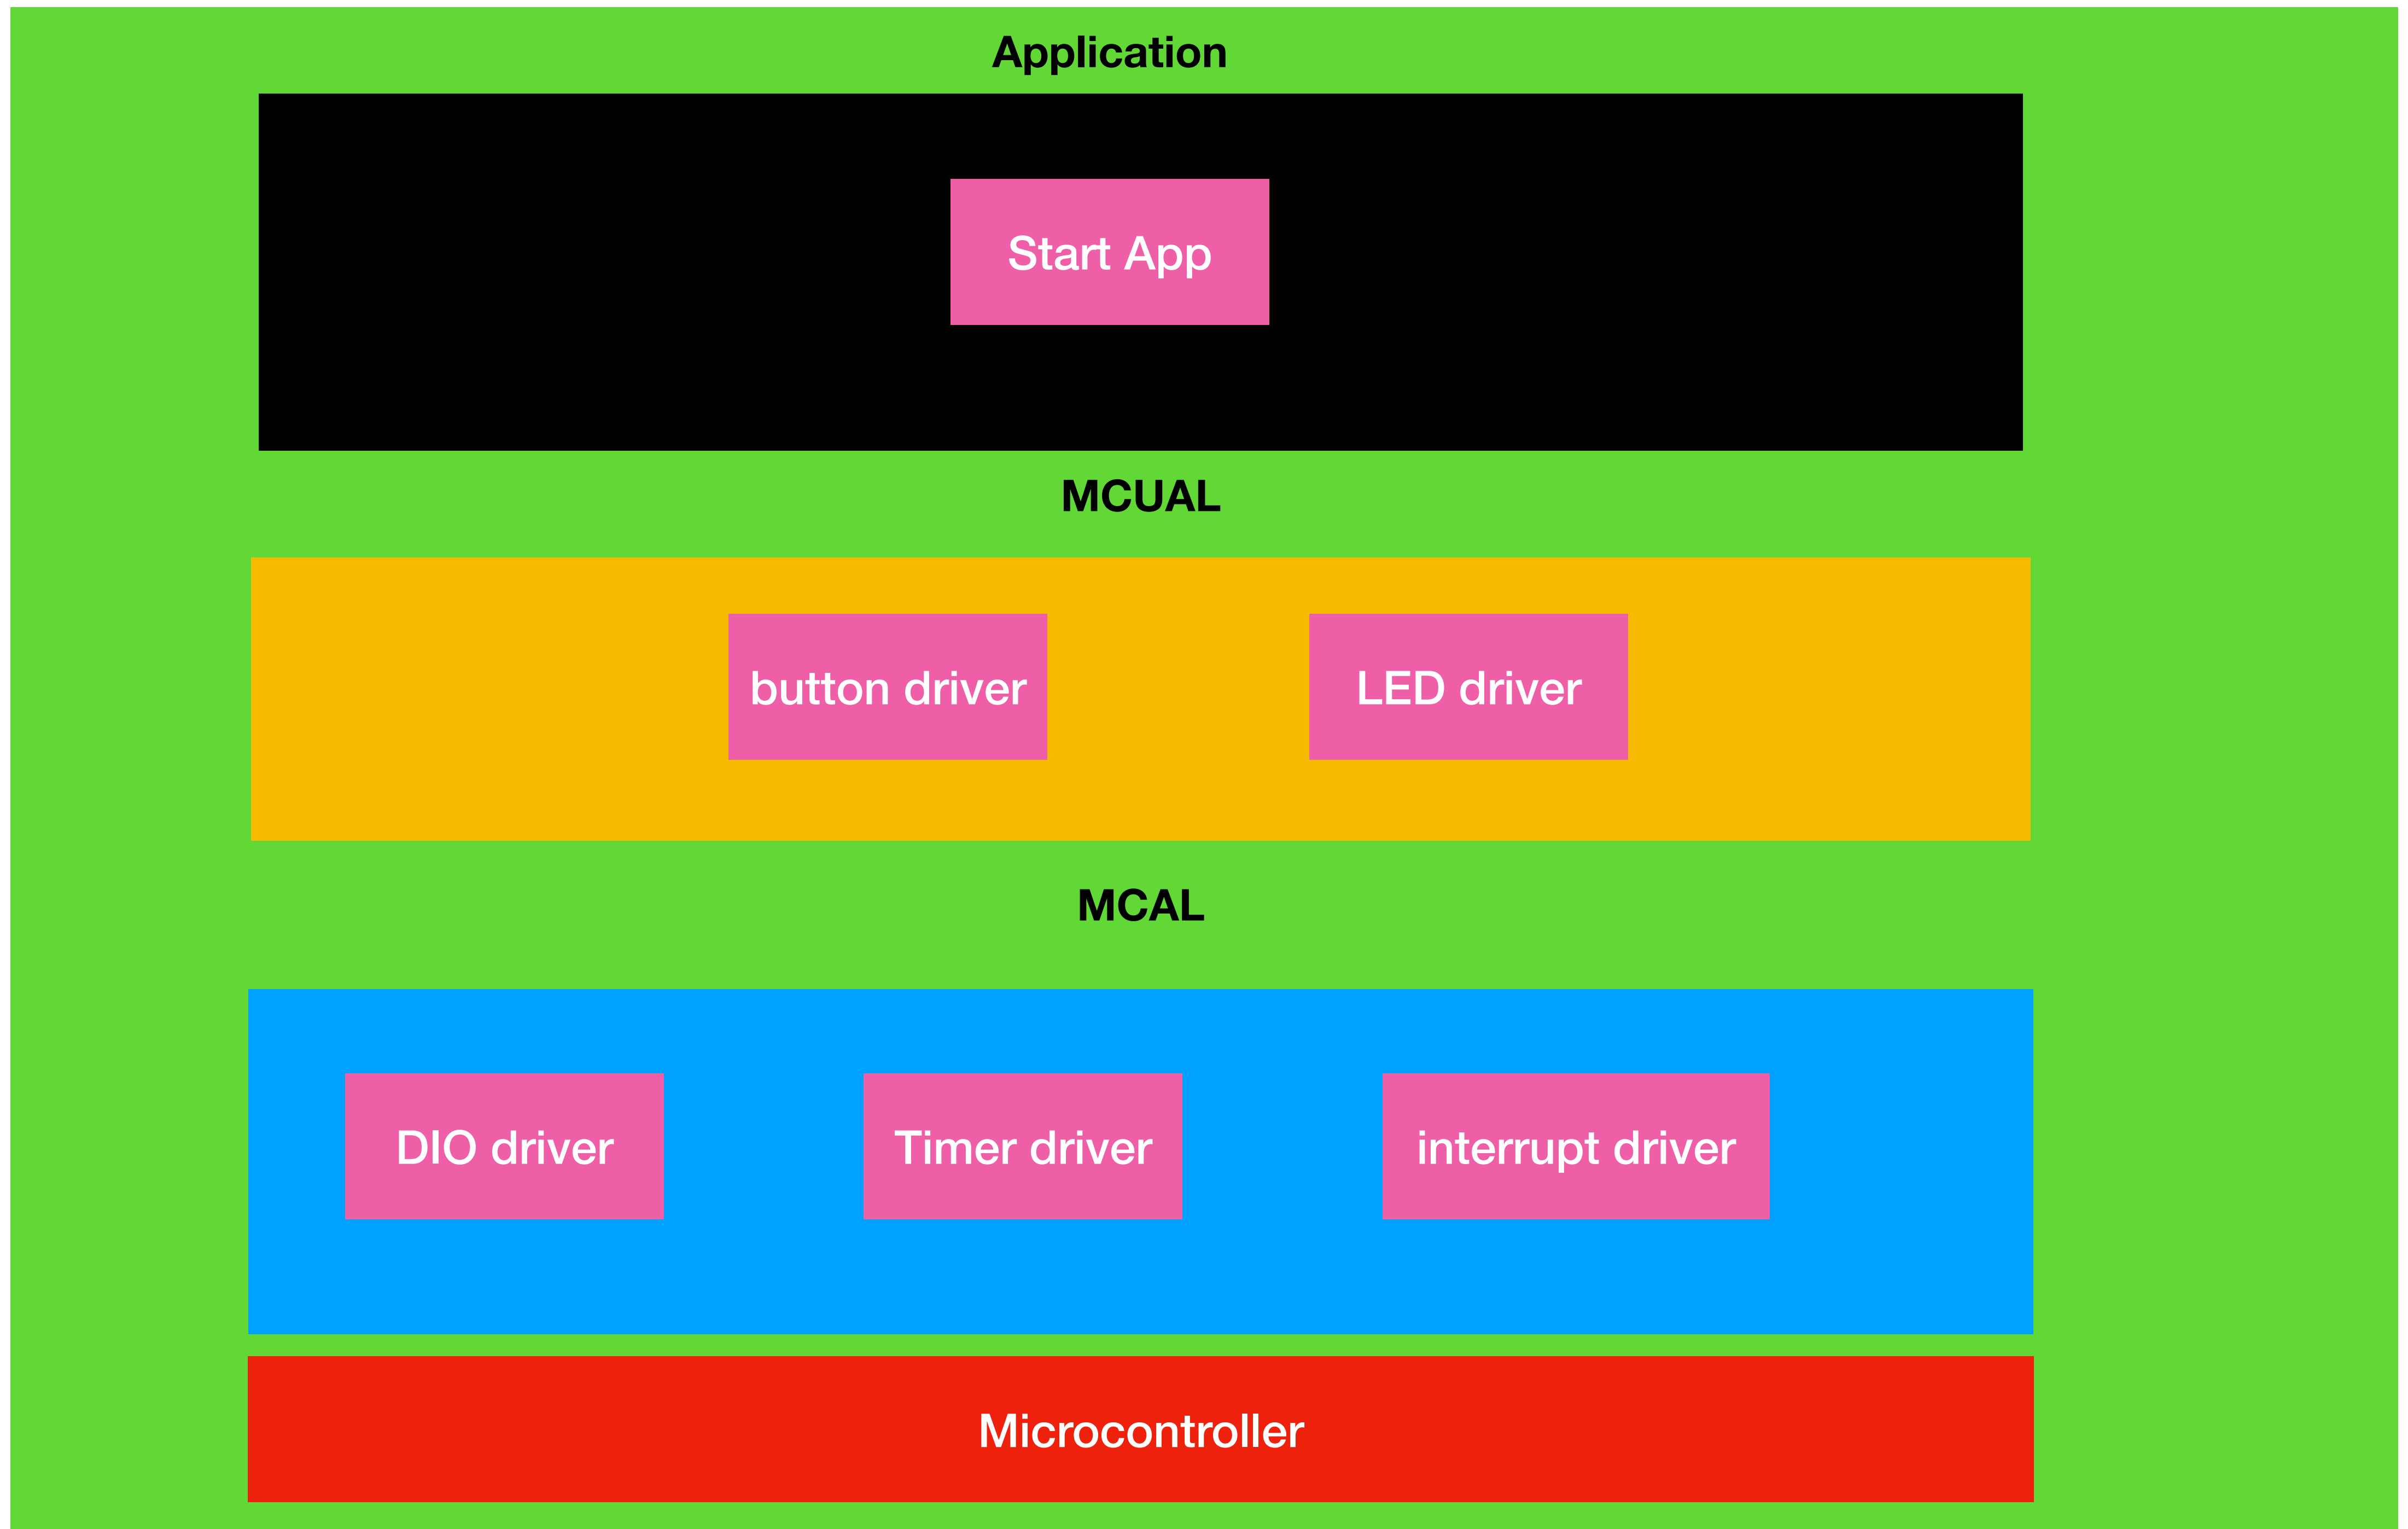 Application
Start App
MCUAL
button driver
LED driver
MCAL
DIO driver
Timer driver
interrupt driver
Microcontroller